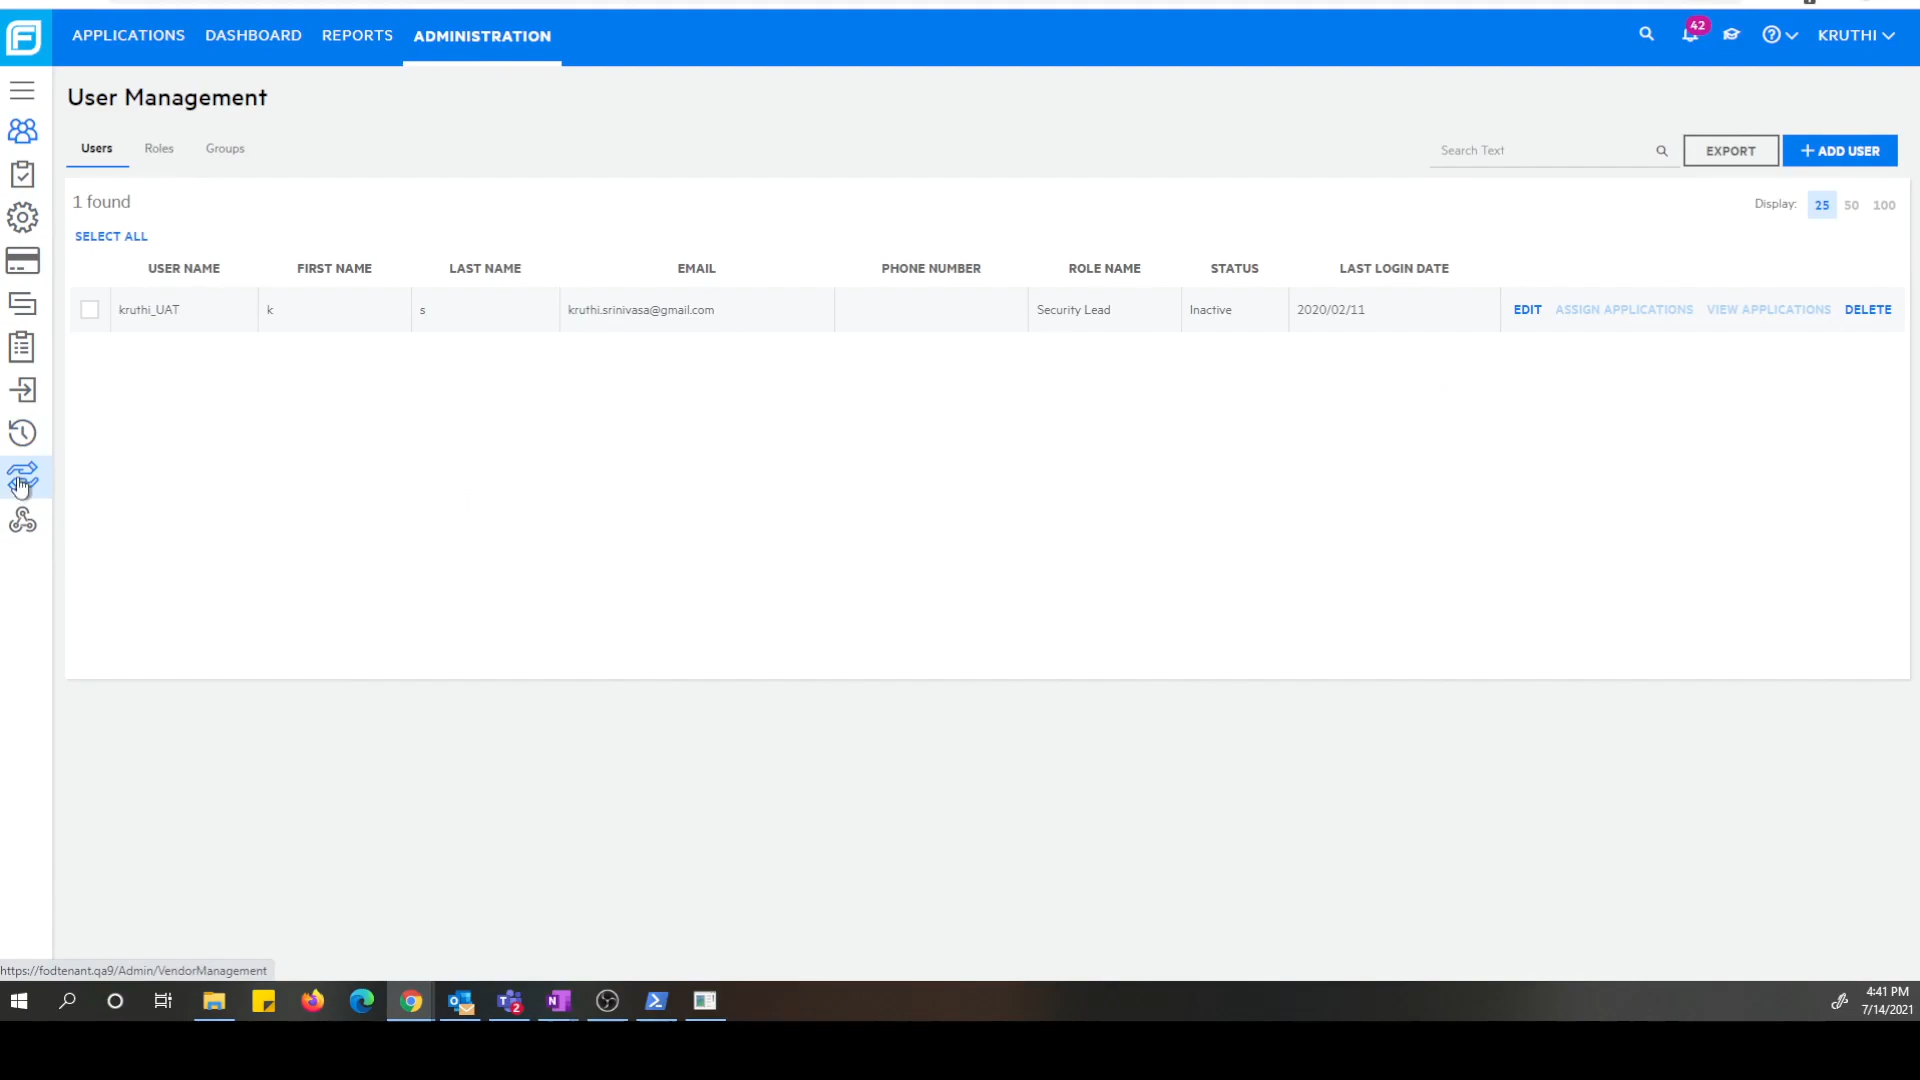 APPLICATIONS DASHBOARD REPORTS ADMINISTRATION 42 KRUTHI
User Management
Users Roles Groups Search Text EXPORT + ADD USER
1 found Display: 25 50 100
SELECT ALL
USER NAME FIRST NAME LAST NAME EMAIL PHONE NUMBER ROLE NAME STATUS LAST LOGIN DATE
kruthi_UAT k s kruthi.srinivasa@gmail.com Security Lead Inactive 2020/02/11 EDIT ASSIGN APPLICATIONS VIEW APPLICATIONS DELETE
https://fodtenant.qa9/Admin/VendorManagement
4:41 PM
7/14/2021
2